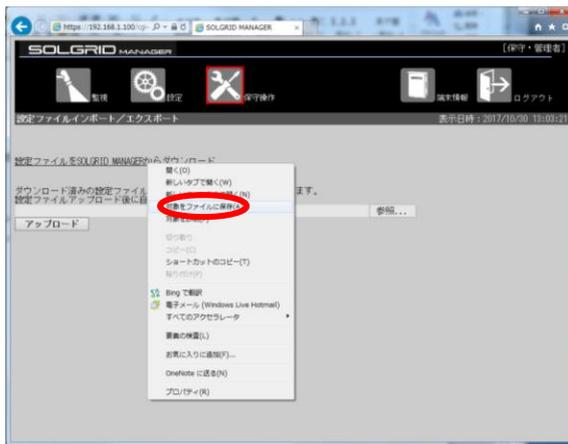 https://192.168.1.100/cgi-
SOLGRID MANAGER
SOLGRID MANAGER
[保守・管理者]
監視
設定
保守操作
端末情報
ログアウト
設定ファイルインポート／エクスポート
表示日時：2017/10/30 13:03:21
設定ファイルをSOLGRID MANAGERからダウンロード
ダウンロード済みの設定ファイル
ます。
設定ファイルアップロード後に自
参照...
アップロード
開く(O)
新しいタブで開く(W)
対象をファイルに保存(A)
切り取り
コピー(C)
ショートカットのコピー(T)
貼り付け(P)
Bing で翻訳
電子メール (Windows Live Hotmail)
すべてのアクセラレータ
要素の検査(L)
お気に入りに追加(F)...
OneNote に送る(N)
プロパティ(R)